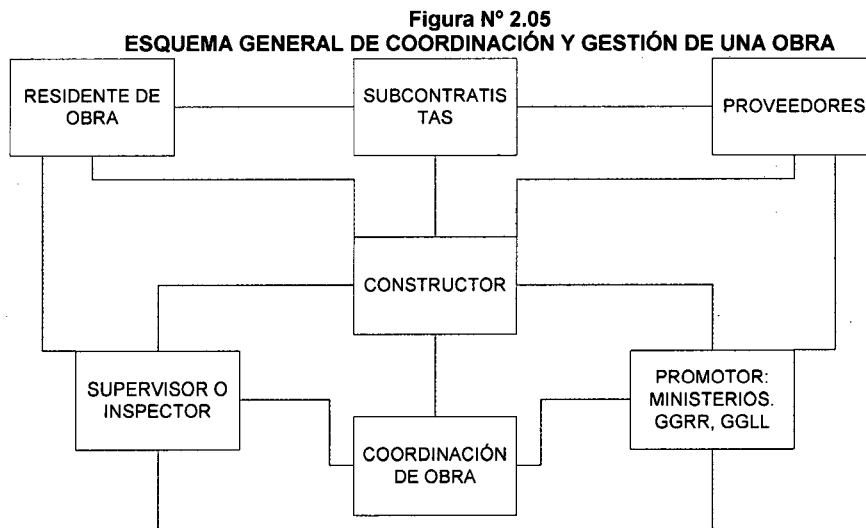 Figura Nº 2.05
ESQUEMA GENERAL DE COORDINACIÓN Y GESTIÓN DE UNA OBRA
RESIDENTE DE
OBRA
SUBCONTRATIS
TAS
PROVEEDORES
CONSTRUCTOR
SUPERVISOR O
INSPECTOR
PROMOTOR:
MINISTERIOS.
GGRR, GGLL
COORDINACIÓN
DE OBRA